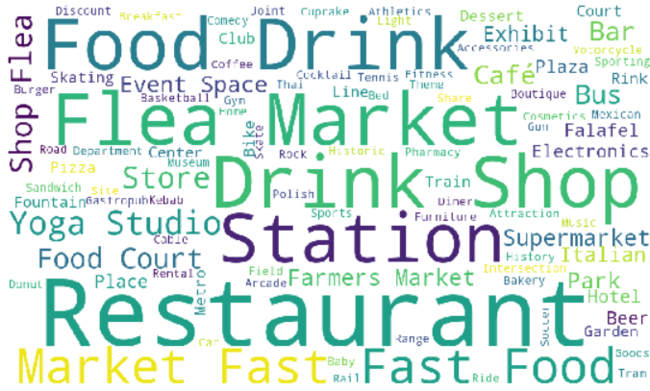 Discount
Breakfast
Comedy
Joint
Cupcake
Athletics
Light
Dessert
Court
Food Drink
Club
Exhibit
Bar
Accessories
Motorcycle
Shop Flea
Skating
Coffee
Café
Plaza
Sporting
Burger
Event Space
Thai
Cocktail
Tennis
Fitness
Rink
Basketball
Gym
Line
Bed
Theme
Boutique
Bus
Flea Market
Home
Share
Cosmetics
Mexican
Bike
Skate
Gun
Falafel
Road
Department
Center
Rock
Historic
Pharmacy
Electronics
Pizza
Museum
Store
Drink Shop
Train
Sandwich
Site
Polish
Diner
Fountain
Gastropub
Kebab
Sports
Furniture
Attraction
Music
Yoga Studio
Station
Supermarket
Cable
History
Italian
Food Court
Intersection
Place
Rental
Metro
Field
Farmers Market
Bakery
Park
Donut
Arcade
Hotel
Restaurant
Soccer
Beer
Garden
Car
Range
Market Fast
Baby
Fast Food
Goods
Rail
Ride
Tram